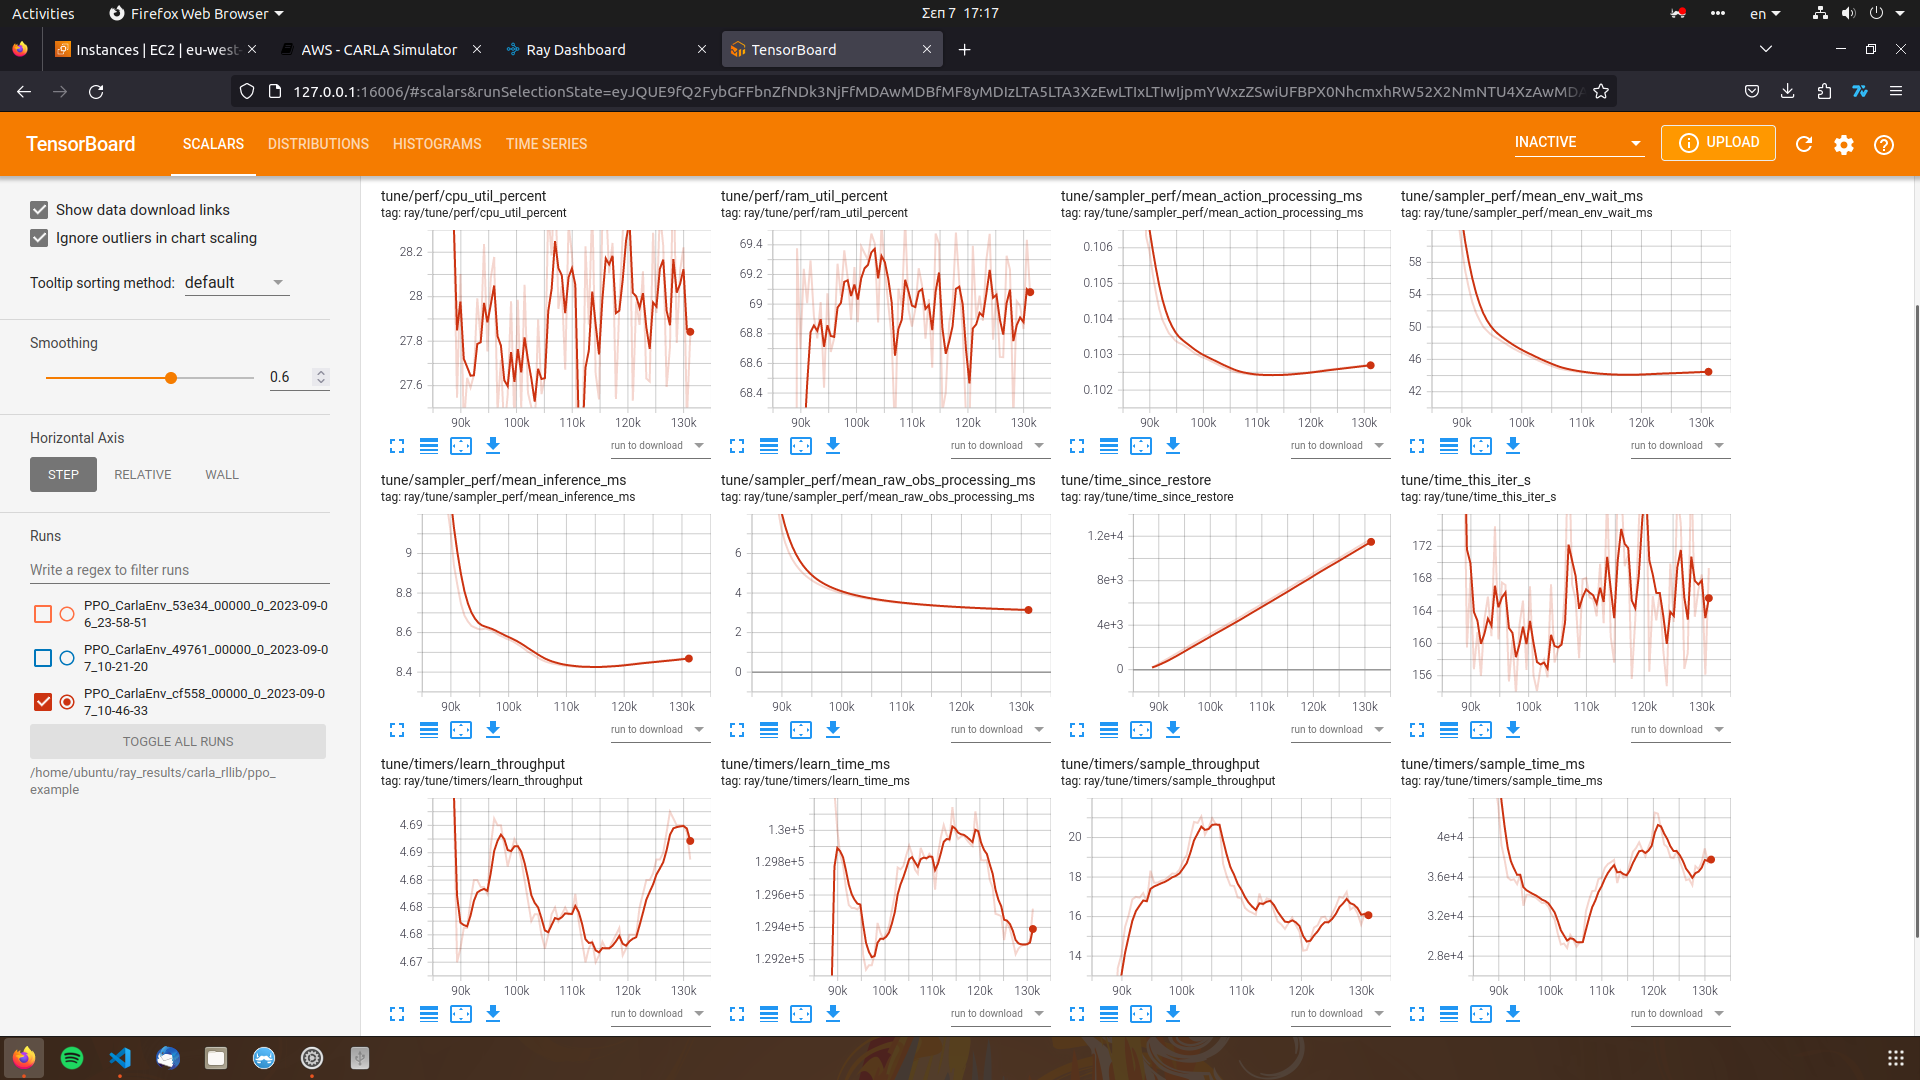 Activities
Firefox Web Browser
Σεπ 7 17:17
en
Instances | EC2 | eu-west-
AWS - CARLA Simulator
Ray Dashboard
TensorBoard
TensorBoard
SCALARS
DISTRIBUTIONS
HISTOGRAMS
TIME SERIES
INACTIVE
UPLOAD
Show data download links
Ignore outliers in chart scaling
Tooltip sorting method: default
Smoothing
0.6
Horizontal Axis
STEP
RELATIVE
WALL
Runs
Write a regex to filter runs
PPO_CarlaEnv_53e34_00000_0_2023-09-0
6_23-58-51
PPO_CarlaEnv_49761_00000_0_2023-09-0
7_10-21-20
PPO_CarlaEnv_cf558_00000_0_2023-09-0
7_10-46-33
TOGGLE ALL RUNS
/home/ubuntu/ray_results/carla_rllib/ppo_
example
tune/perf/cpu_util_percent
tag: ray/tune/perf/cpu_util_percent
28.2
28
27.8
27.6
90k 100k 110k 120k 130k
run to download
tune/perf/ram_util_percent
tag: ray/tune/perf/ram_util_percent
69.4
69.2
69
68.8
68.6
68.4
90k 100k 110k 120k 130k
run to download
tune/sampler_perf/mean_action_processing_ms
tag: ray/tune/sampler_perf/mean_action_processing_ms
0.106
0.105
0.104
0.103
0.102
90k 100k 110k 120k 130k
run to download
tune/sampler_perf/mean_env_wait_ms
tag: ray/tune/sampler_perf/mean_env_wait_ms
58
54
50
46
42
90k 100k 110k 120k 130k
run to download
tune/sampler_perf/mean_inference_ms
tag: ray/tune/sampler_perf/mean_inference_ms
9
8.8
8.6
8.4
90k 100k 110k 120k 130k
run to download
tune/sampler_perf/mean_raw_obs_processing_ms
tag: ray/tune/sampler_perf/mean_raw_obs_processing_ms
6
4
2
0
90k 100k 110k 120k 130k
run to download
tune/time_since_restore
tag: ray/tune/time_since_restore
1.2e+4
8e+3
4e+3
0
90k 100k 110k 120k 130k
run to download
tune/time_this_iter_s
tag: ray/tune/time_this_iter_s
172
168
164
160
156
90k 100k 110k 120k 130k
run to download
tune/timers/learn_throughput
tag: ray/tune/timers/learn_throughput
4.69
4.69
4.68
4.68
4.68
4.67
90k 100k 110k 120k 130k
run to download
tune/timers/learn_time_ms
tag: ray/tune/timers/learn_time_ms
1.3e+5
1.298e+5
1.296e+5
1.294e+5
1.292e+5
90k 100k 110k 120k 130k
run to download
tune/timers/sample_throughput
tag: ray/tune/timers/sample_throughput
20
18
16
14
90k 100k 110k 120k 130k
run to download
tune/timers/sample_time_ms
tag: ray/tune/timers/sample_time_ms
4e+4
3.6e+4
3.2e+4
2.8e+4
90k 100k 110k 120k 130k
run to download